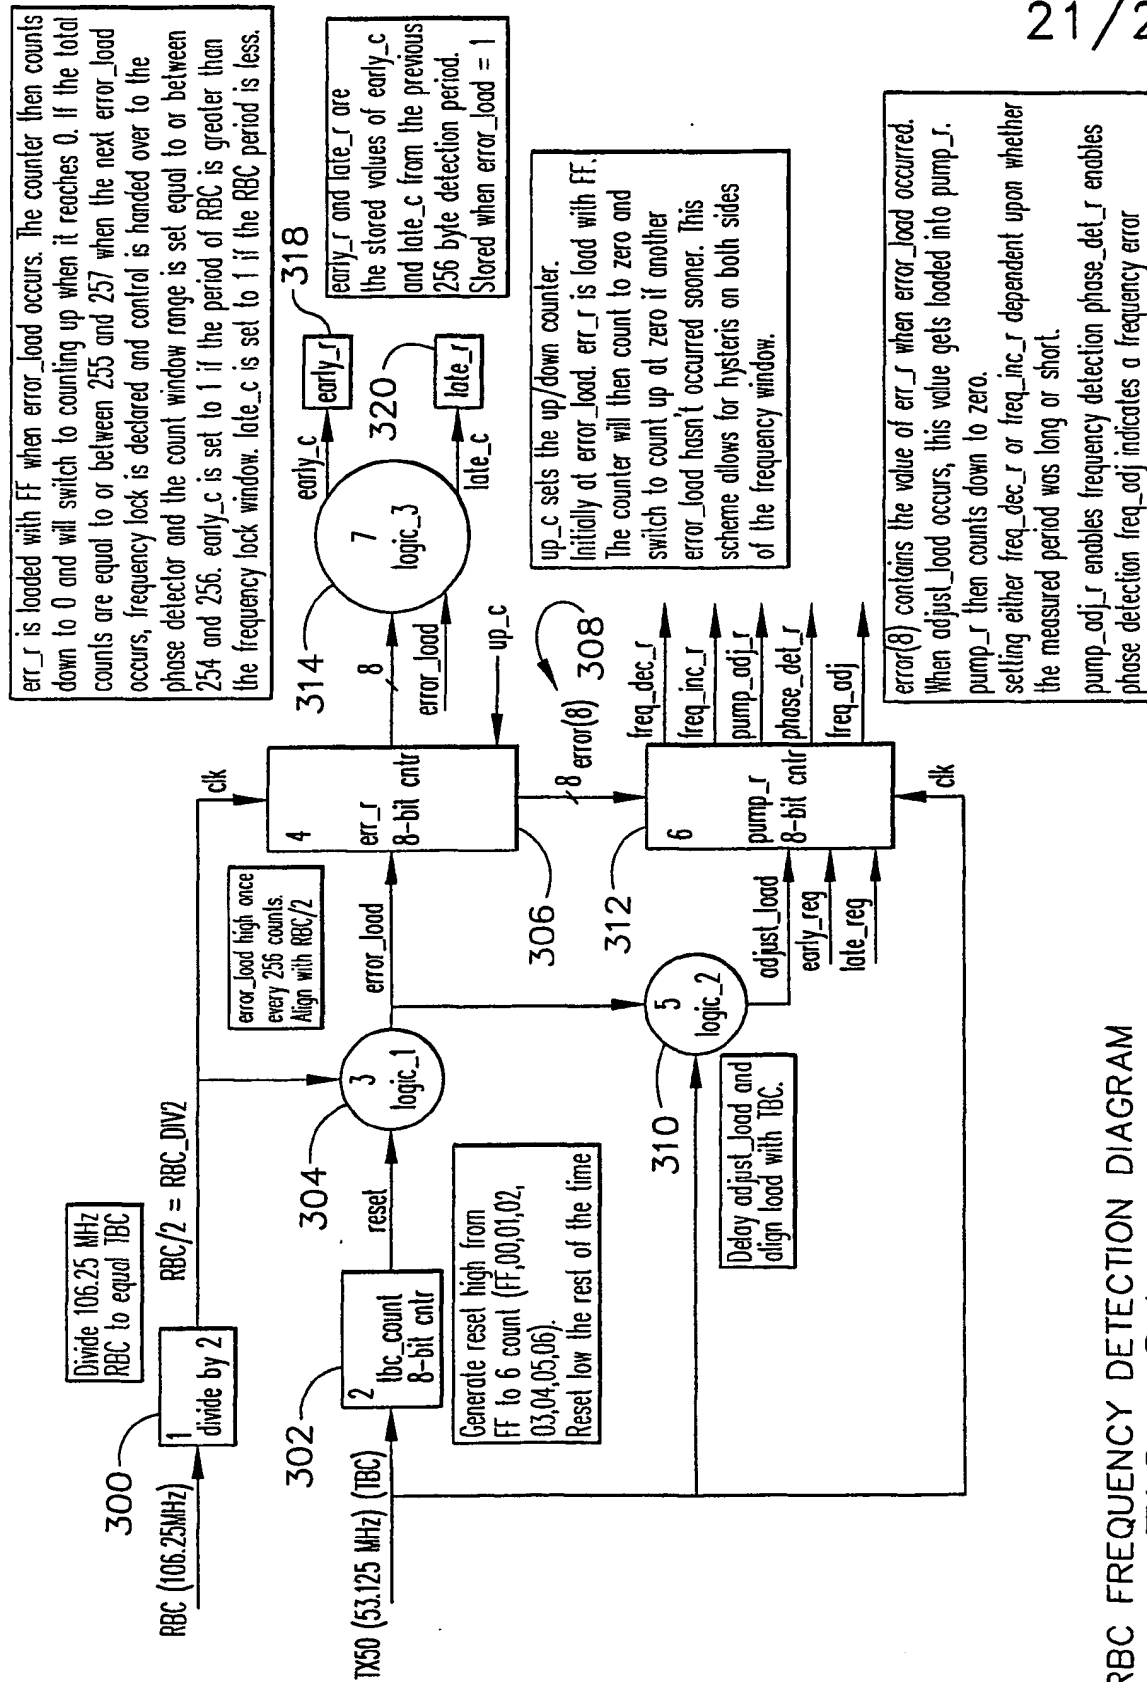 21/2
err_r is loaded with FF when error_load occurs. The counter then counts
down to 0 and will switch to counting up when it reaches 0. If the total
counts are equal to or between 255 and 257 when the next error_load
occurs, frequency lock is declared and control is handed over to the
phase detector and the count window range is set equal to or between
254 and 256. early_c is set to 1 if the period of RBC is greater than
the frequency lock window. late_c is set to 1 if the RBC period is less.
early_r and late_r are
the stored values of early_c
and late_c from the previous
256 byte detection period.
Stored when error_load = 1
up_c sets the up/down counter.
Initially at error_load. err_r is load with FF.
The counter will then count to zero and
switch to count up at zero if another
error_load hasn't occurred sooner. This
scheme allows for hysteris on both sides
of the frequency window.
error(8) contains the value of err_r when error_load occurred.
When adjust_load occurs, this value gets loaded into pump_r.
pump_r then counts down to zero.
setting either freq_dec_r or freq_inc_r dependent upon whether
the measured period was long or short.
pump_adj_r enables frequency detection phase_det_r enables
phase detection freq_adj indicates a frequency error
Divide 106.25 MHz
RBC to equal TBC
300
RBC (106.25MHz)
1
divide by 2
RBC/2 = RBC_DIV2
clk
error_load high once
every 256 counts.
Align with RBC/2
302
TX50 (53.125 MHz) (TBC)
2
tbc_count
8-bit cntr
reset
304
3
logic_1
error_load
4
err_r
8-bit cntr
306
8
error_load
up_c
314
7
logic_3
early_c
late_c
early_r
318
late_r
320
Generate reset high from
FF to 6 count (FF,00,01,02,
03,04,05,06).
Reset low the rest of the time
8
error(8)
308
310
5
logic_2
Delay adjust_load and
align load with TBC.
adjust_load
early_reg
late_reg
312
6
pump_r
8-bit cntr
clk
freq_dec_r
freq_inc_r
pump_adj_r
phase_det_r
freq_adj
RBC FREQUENCY DETECTION DIAGRAM